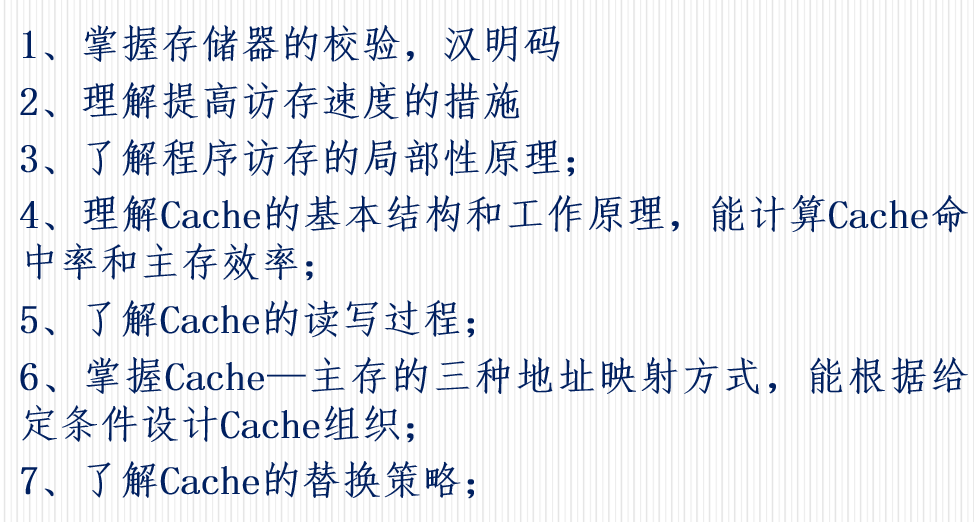 1、掌握存储器的校验，汉明码
2、理解提高访存速度的措施
3、了解程序访存的局部性原理；
4、理解Cache的基本结构和工作原理，能计算Cache命
中率和主存效率；
5、了解Cache的读写过程；
6、掌握Cache—主存的三种地址映射方式，能根据给
定条件设计Cache组织；
7、了解Cache的替换策略；